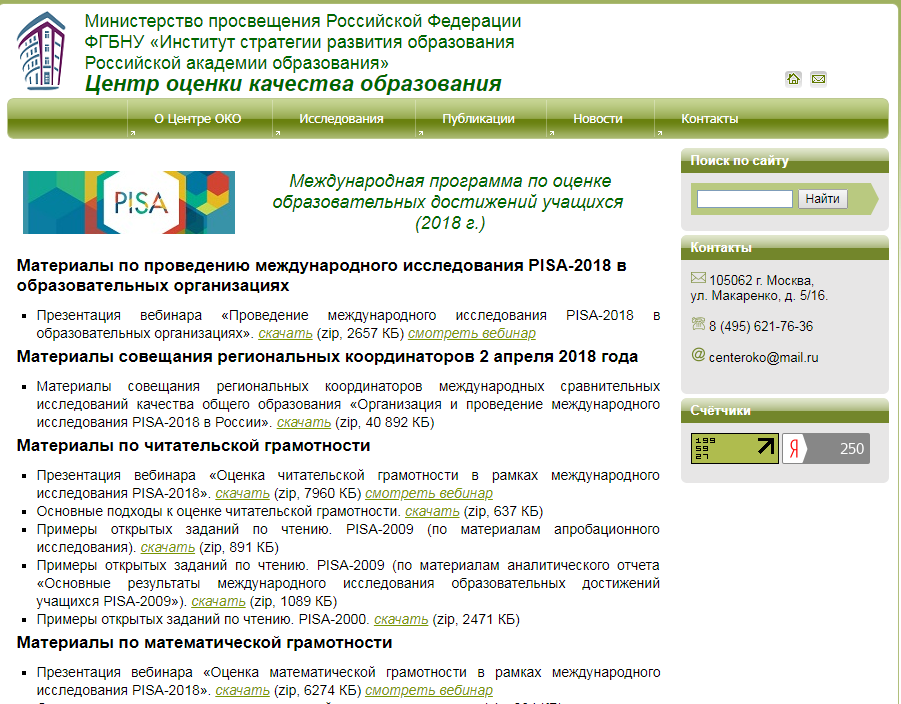 Министерство просвещения Российской Федерации
ФГБНУ «Институт стратегии развития образования
Российской академии образования»
Центр оценки качества образования
О Центре ОКО
Исследования
Публикации
Новости
Контакты
PISA
Международная программа по оценке
образовательных достижений учащихся
(2018 г.)
Материалы по проведению международного исследования PISA-2018 в
образовательных организациях
Презентация вебинара «Проведение международного исследования PISA-2018 в
образовательных организациях». скачать (zip, 2657 КБ) смотреть вебинар
Материалы совещания региональных координаторов 2 апреля 2018 года
Материалы совещания региональных координаторов международных сравнительных
исследований качества общего образования «Организация и проведение международного
исследования PISA-2018 в России». скачать (zip, 40 892 КБ)
Материалы по читательской грамотности
Презентация вебинара «Оценка читательской грамотности в рамках международного
исследования PISA-2018». скачать (zip, 7960 КБ) смотреть вебинар
Основные подходы к оценке читательской грамотности. скачать (zip, 637 КБ)
Примеры открытых заданий по чтению. PISA-2009 (по материалам апробационного
исследования). скачать (zip, 891 КБ)
Примеры открытых заданий по чтению. PISA-2009 (по материалам аналитического отчета
«Основные результаты международного исследования образовательных достижений
учащихся PISA-2009»). скачать (zip, 1089 КБ)
Примеры открытых заданий по чтению. PISA-2000. скачать (zip, 2471 КБ)
Материалы по математической грамотности
Презентация вебинара «Оценка математической грамотности в рамках международного
исследования PISA-2018». скачать (zip, 6274 КБ) смотреть вебинар
Поиск по сайту
Найти
Контакты
105062 г. Москва,
ул. Макаренко, д. 5/16.
8 (495) 621-76-36
@ centeroko@mail.ru
Счётчики
199
59
27
Я 250